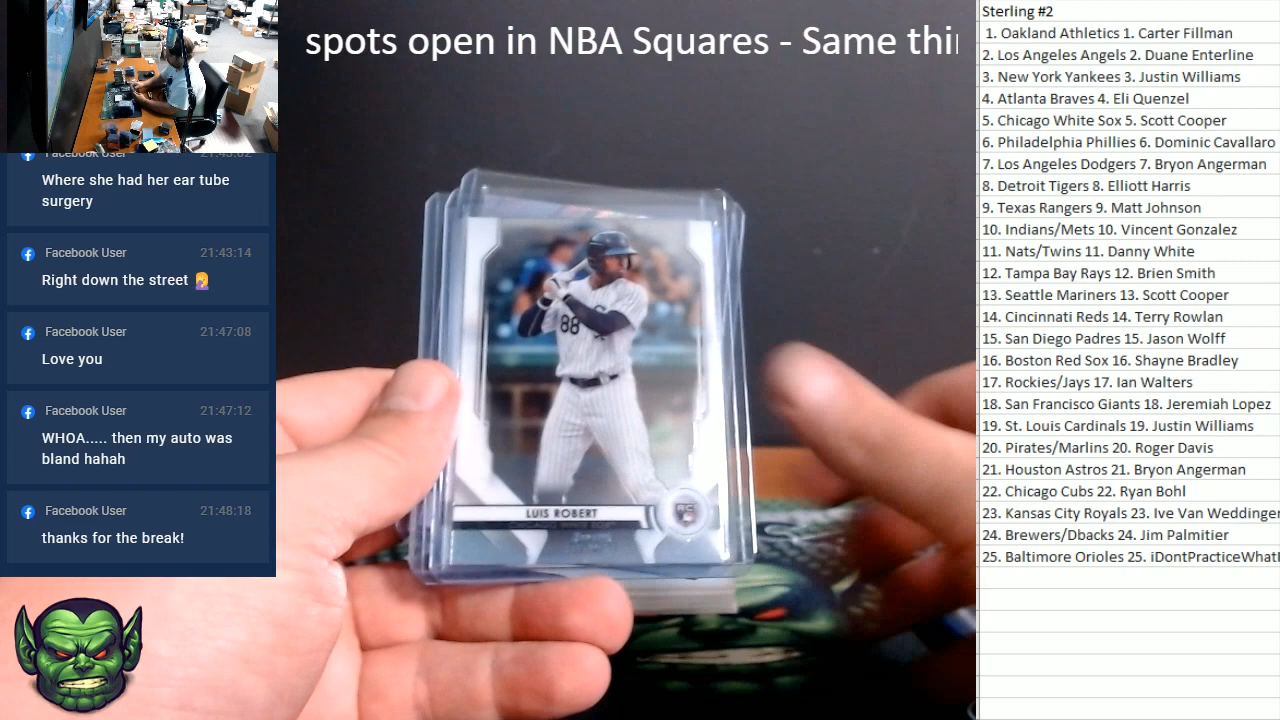 spots open in NBA Squares - Same
Facebook User 21:43:02
Where she had her ear tube
surgery
Facebook User 21:43:14
Right down the street 🤦‍♀️
Facebook User 21:47:08
Love you
Facebook User 21:47:12
WHOA..... then my auto was
bland hahah
Facebook User 21:48:18
thanks for the break!
88
LUIS ROBERT
CHICAGO WHITE SOX
RC
Sterling #2
1. Oakland Athletics 1. Carter Fillman
2. Los Angeles Angels 2. Duane Enterline
3. New York Yankees 3. Justin Williams
4. Atlanta Braves 4. Eli Quenzel
5. Chicago White Sox 5. Scott Cooper
6. Philadelphia Phillies 6. Dominic Cavallaro
7. Los Angeles Dodgers 7. Bryon Angerman
8. Detroit Tigers 8. Elliott Harris
9. Texas Rangers 9. Matt Johnson
10. Indians/Mets 10. Vincent Gonzalez
11. Nats/Twins 11. Danny White
12. Tampa Bay Rays 12. Brien Smith
13. Seattle Mariners 13. Scott Cooper
14. Cincinnati Reds 14. Terry Rowlan
15. San Diego Padres 15. Jason Wolff
16. Boston Red Sox 16. Shayne Bradley
17. Rockies/Jays 17. Ian Walters
18. San Francisco Giants 18. Jeremiah Lopez
19. St. Louis Cardinals 19. Justin Williams
20. Pirates/Marlins 20. Roger Davis
21. Houston Astros 21. Bryon Angerman
22. Chicago Cubs 22. Ryan Bohl
23. Kansas City Royals 23. Ive Van Weddingen
24. Brewers/Dbacks 24. Jim Palmitier
25. Baltimore Orioles 25. iDontPracticeWhat